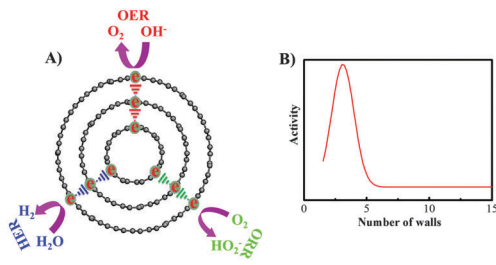 A)
OER
O₂ OH⁻
e e e
e e e
e e e
H₂
H₂O
HER
O₂
HO₂⁻
ORR
B)
Activity
0 5 10 15
Number of walls